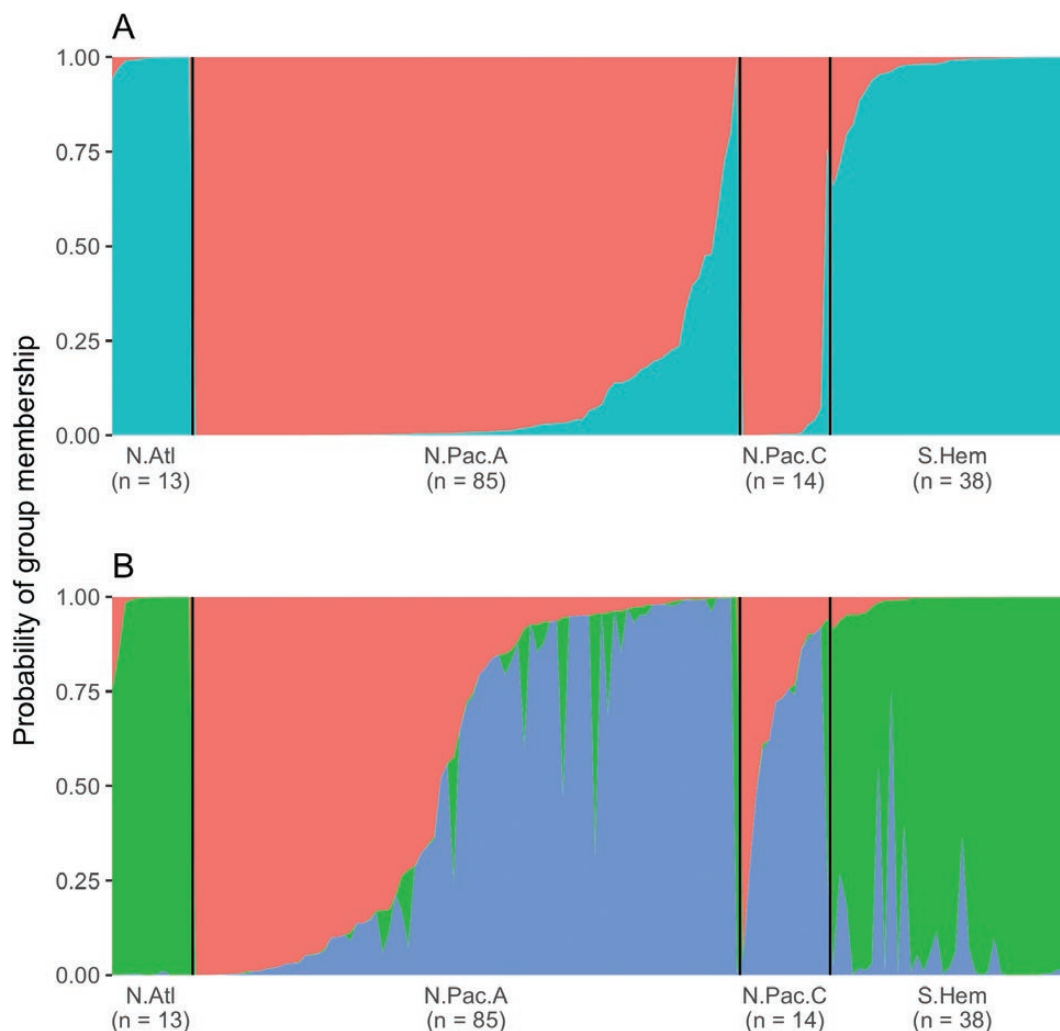 A
1.00
0.75
0.50
0.25
0.00
N.Atl N.Pac.A N.Pac.C S.Hem
(n = 13) (n = 85) (n = 14) (n = 38)
Probability of group membership
B
1.00
0.75
0.50
0.25
0.00
N.Atl N.Pac.A N.Pac.C S.Hem
(n = 13) (n = 85) (n = 14) (n = 38)